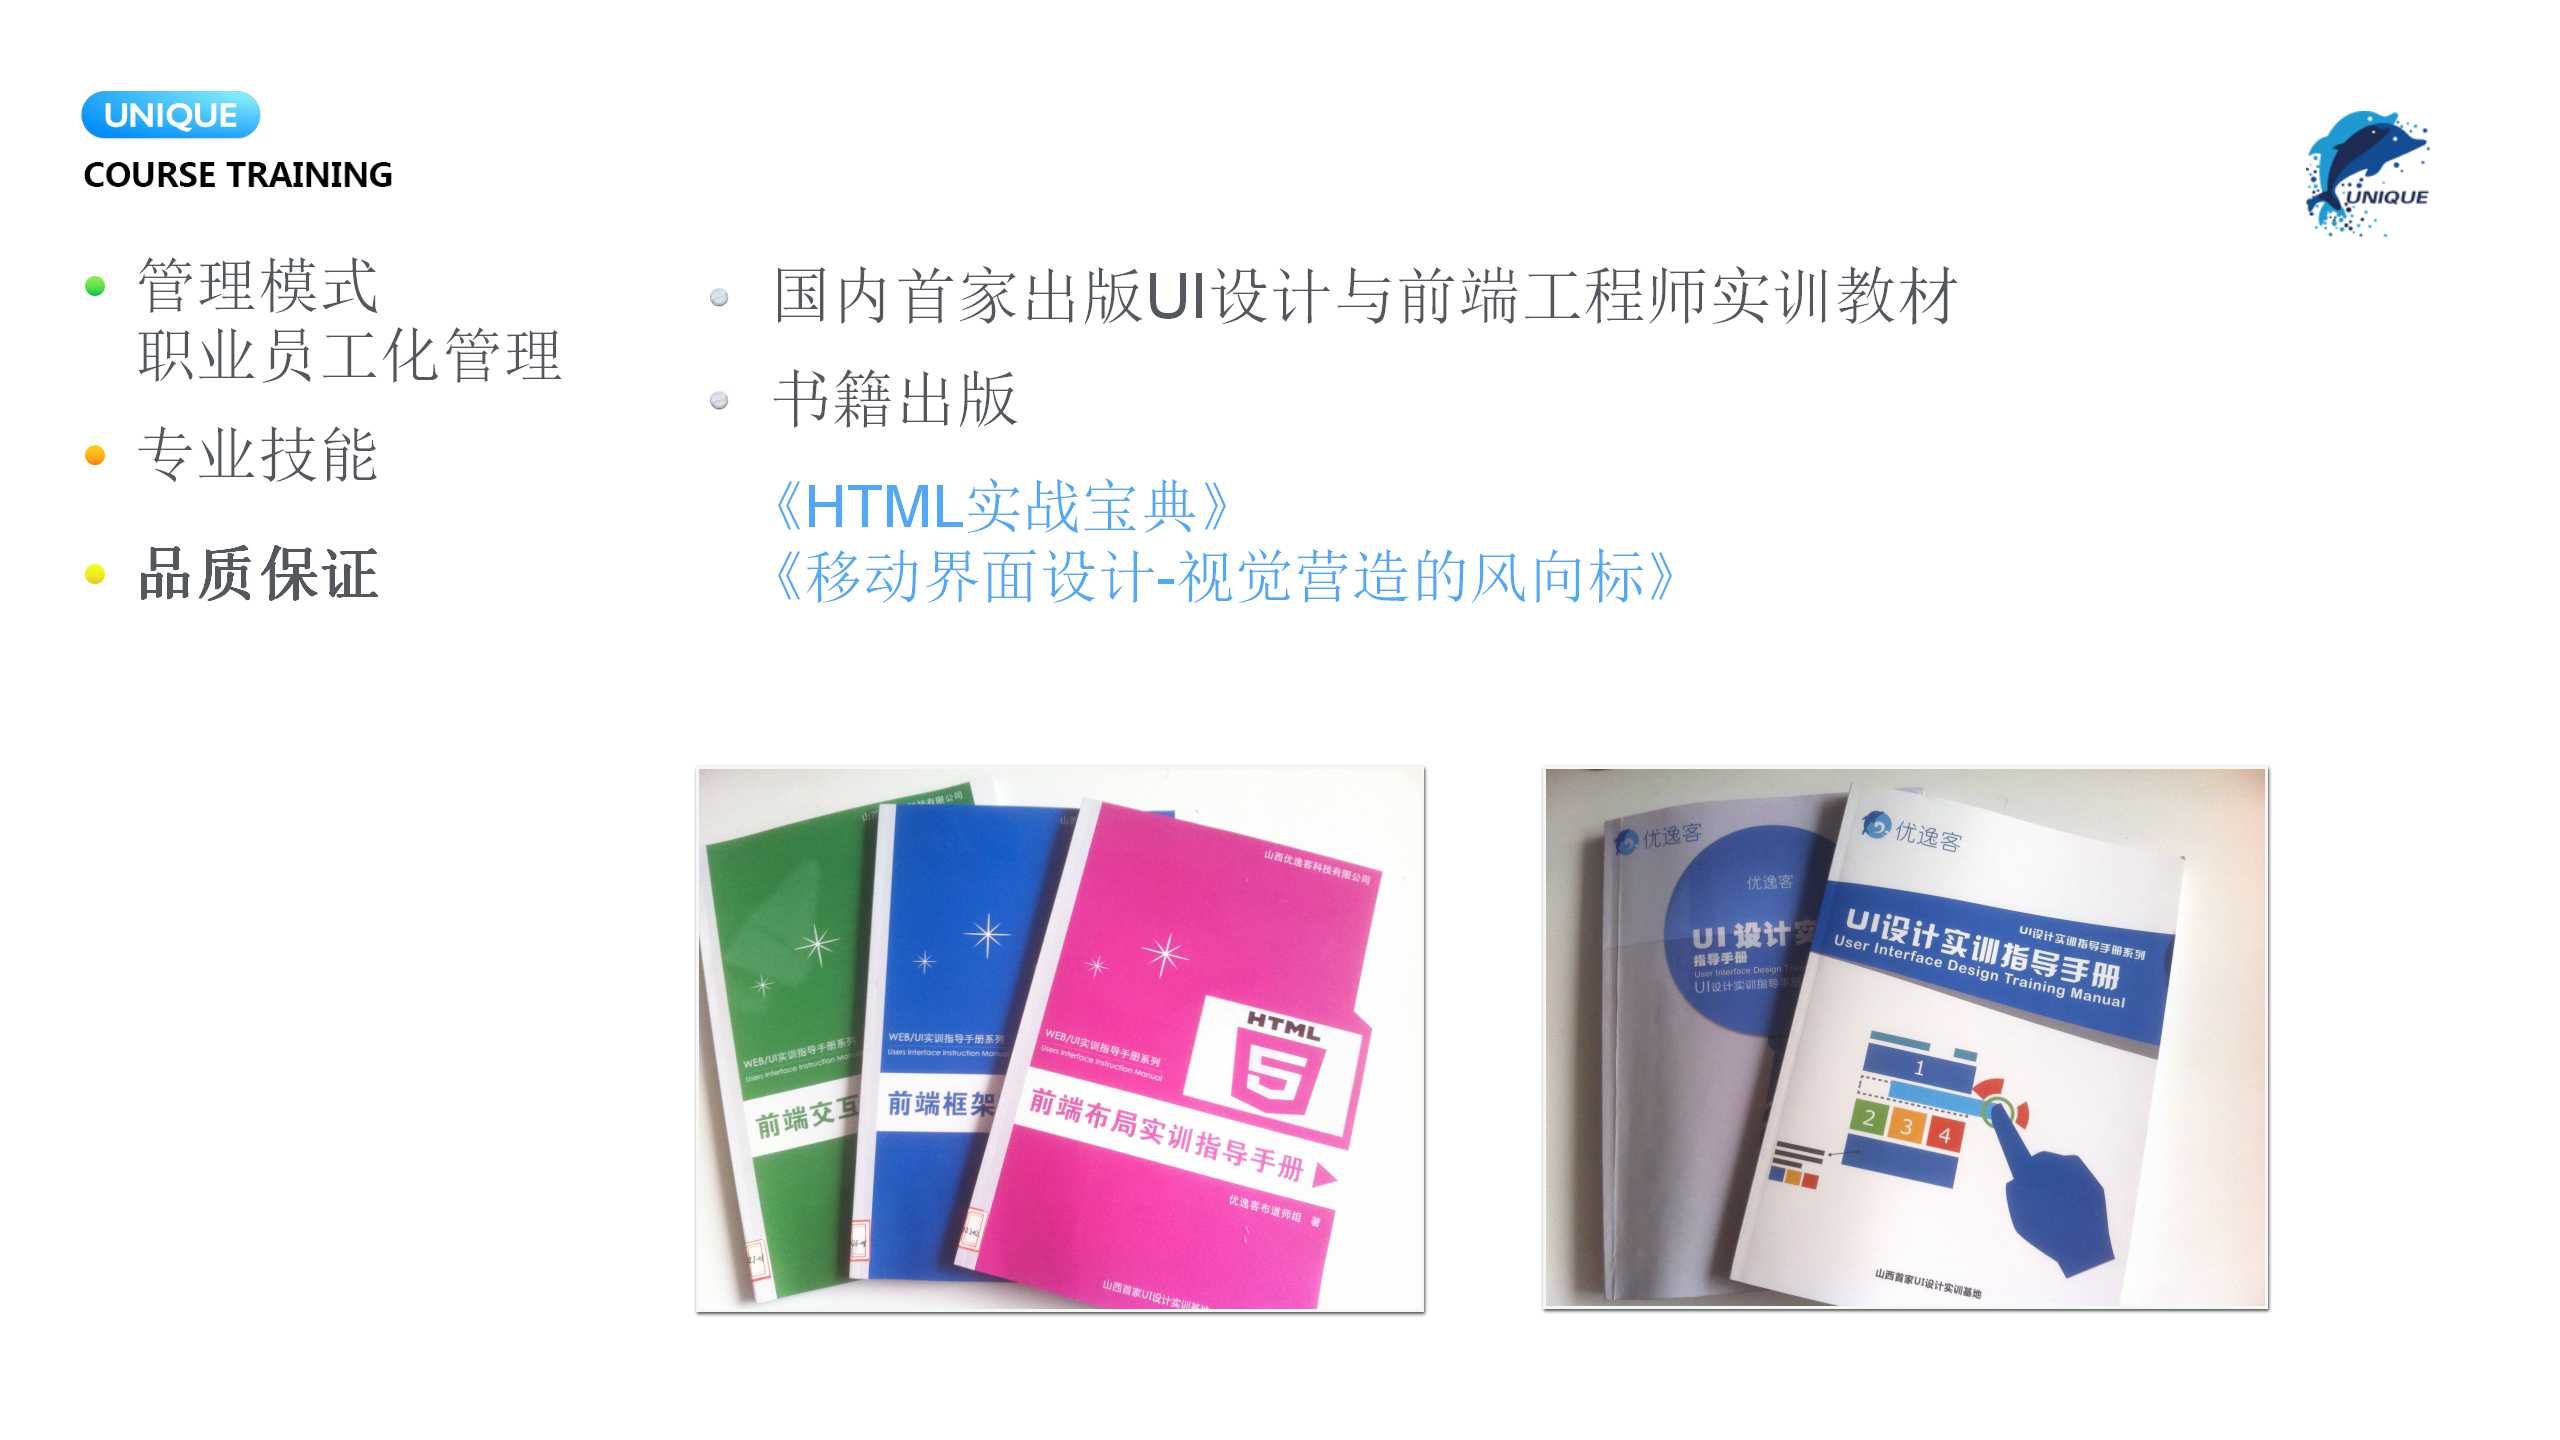 UNIQUE
COURSE TRAINING
UNIQUE
管理模式
职业员工化管理
专业技能
品质保证
国内首家出版UI设计与前端工程师实训教材
书籍出版
《HTML实战宝典》
《移动界面设计-视觉营造的风向标》
技有限公司
WEB/UI实训指导手册系列
Users Interface Instruction Manual
前端交互
山西
WEB/UI实训指导手册系列
Users Interface Instruction Manual
前端框架
山西优逸客科技有限公司
HTML
5
WEB/UI实训指导手册系列
Users Interface Instruction Manual
前端布局实训指导手册
优逸客布道师组 著
山西首家UI设计实训基地
优逸客
优逸客
UI 设计实
指导手册
User Interface Design
UI设计实训指导手
优逸客
UI设计实训指导手册系列
UI设计实训指导手册
User Interface Design Training Manual
1
2 3 4
山西首家UI设计实训基地